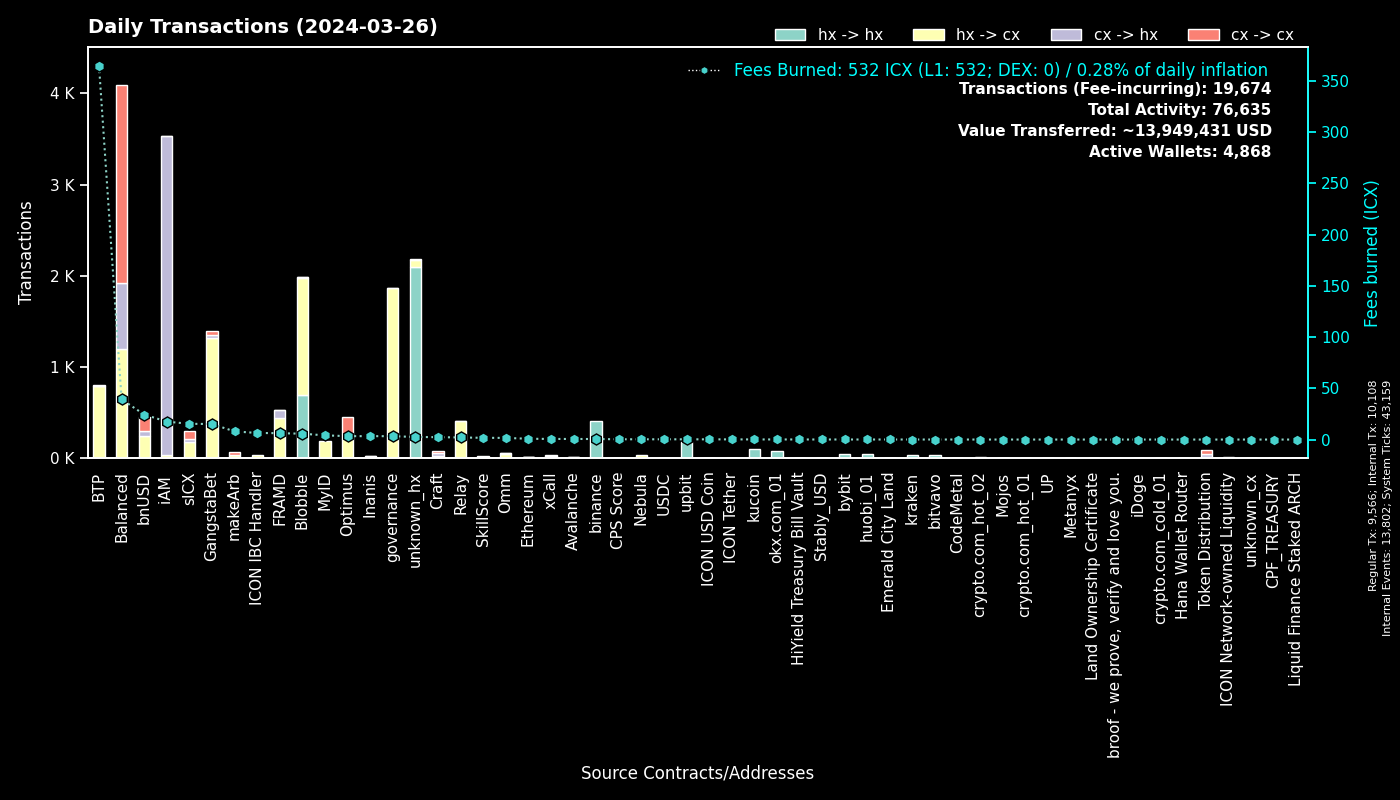 Daily Transactions (2024-03-26)
hx -> hx
hx -> cx
cx -> hx
cx -> cx
Fees Burned: 532 ICX (L1: 532; DEX: 0) / 0.28% of daily inflation
Transactions (Fee-incurring): 19,674
Total Activity: 76,635
Value Transferred: ~13,949,431 USD
Active Wallets: 4,868
Transactions
4 K
3 K
2 K
1 K
0 K
350
300
250
200
150
100
50
0
Fees burned (ICX)
Regular Tx: 9,566; Internal Tx: 10,108
Internal Events: 13,802; System Ticks: 43,159
BTP
Balanced
bnUSD
iAM
sICX
GangstaBet
makeArb
ICON IBC Handler
FRAMD
Blobble
MyID
Optimus
Inanis
governance
unknown_hx
Craft
Relay
SkillScore
Omm
Ethereum
xCall
Avalanche
binance
CPS Score
Nebula
USDC
upbit
ICON USD Coin
ICON Tether
kucoin
okx.com_01
HiYield Treasury Bill Vault
Stably_USD
bybit
huobi_01
Emerald City Land
kraken
bitvavo
CodeMetal
crypto.com_hot_02
Mojos
crypto.com_hot_01
UP
Metanyx
Land Ownership Certificate
broof - we prove, verify and love you.
iDoge
crypto.com_cold_01
Hana Wallet Router
Token Distribution
ICON Network-owned Liquidity
unknown_cx
CPF_TREASURY
Liquid Finance Staked ARCH
Source Contracts/Addresses